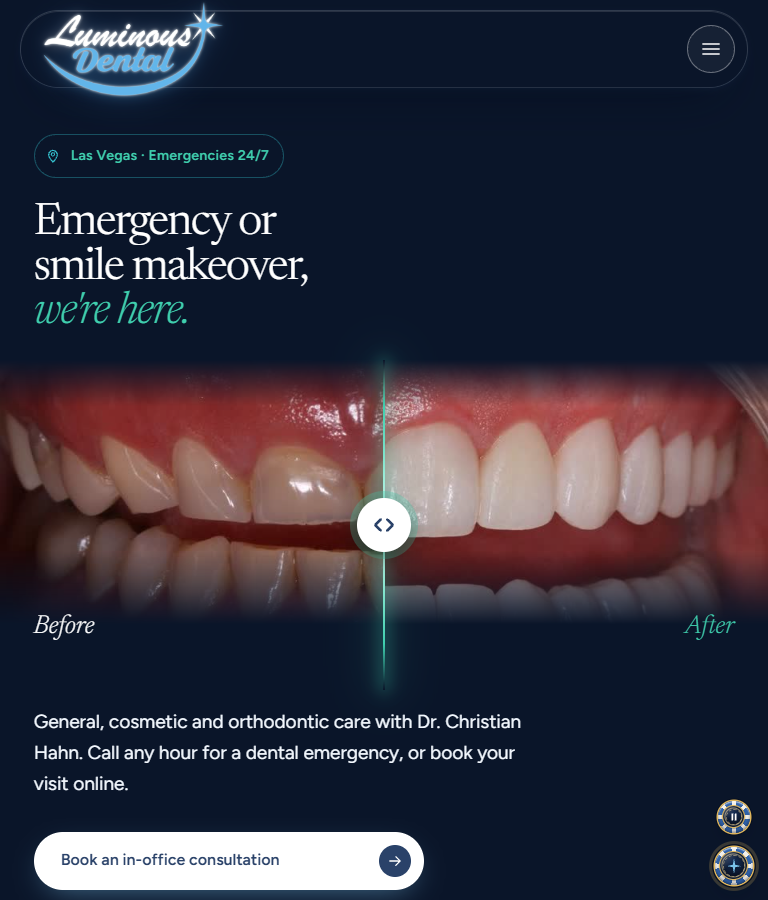 Luminous
Dental
Las Vegas · Emergencies 24/7
Emergency or
smile makeover,
we're here.
Before
After
General, cosmetic and orthodontic care with Dr. Christian
Hahn. Call any hour for a dental emergency, or book your
visit online.
Book an in-office consultation